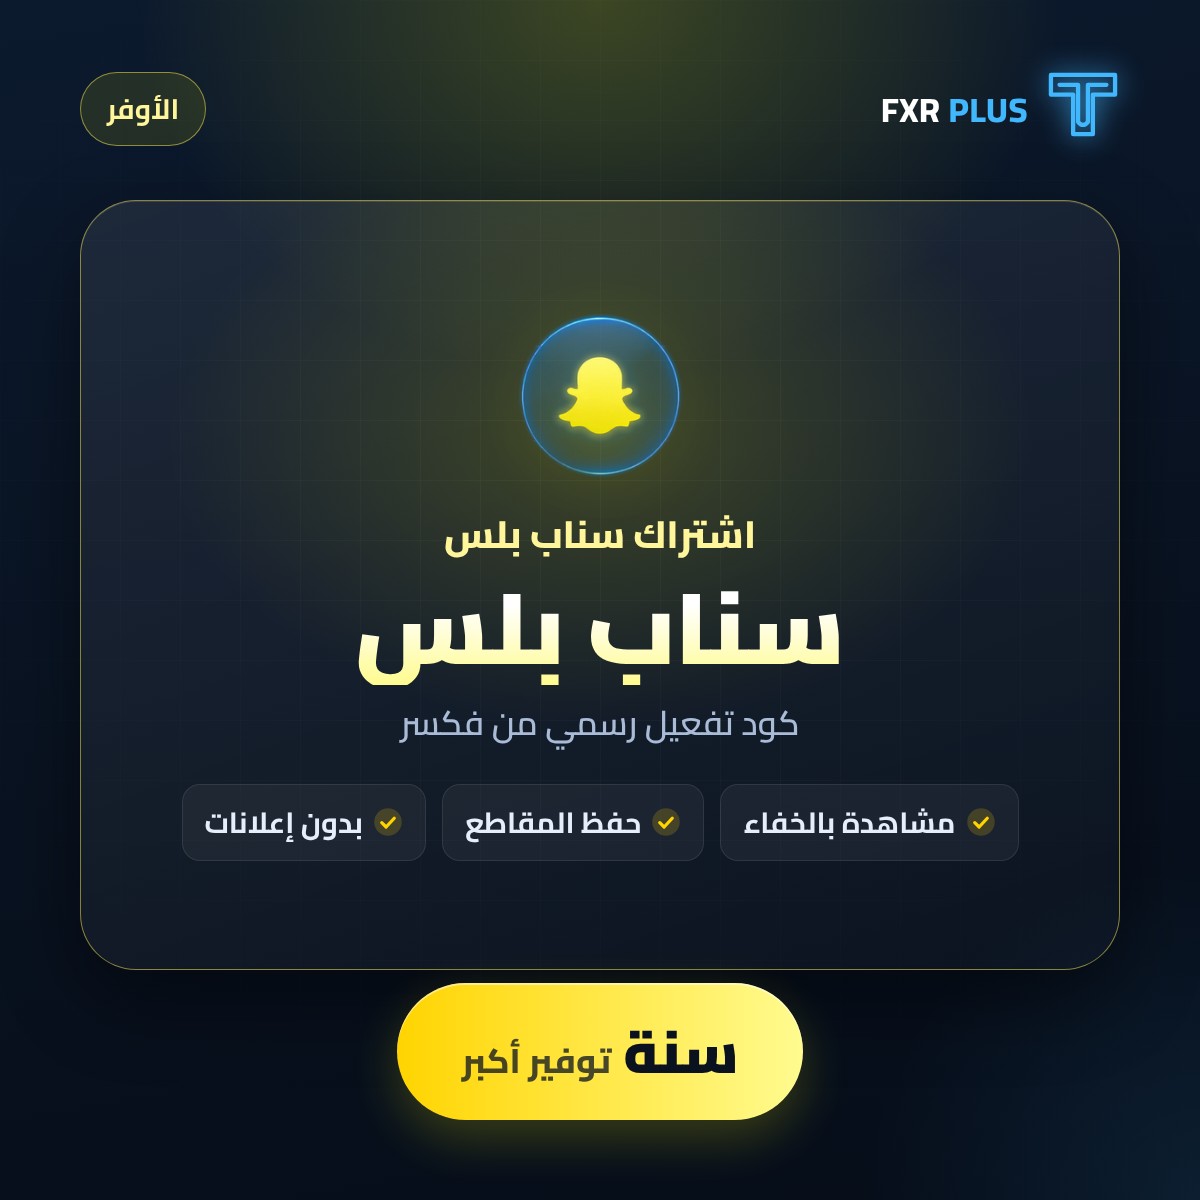 FXR PLUS
الأوفر
اشتراك سناب بلس
سناب بلس
كود تفعيل رسمي من فكسر
مشاهدة بالخفاء
حفظ المقاطع
بدون إعلانات
سنة توفير أكبر